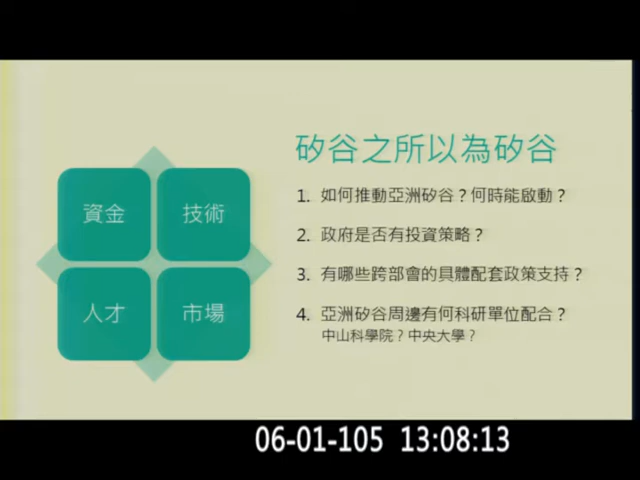 矽谷之所以為矽谷
資金
技術
人才
市場
1. 如何推動亞洲矽谷？何時能啟動？
2. 政府是否有投資策略？
3. 有哪些跨部會的具體配套政策支持？
4. 亞洲矽谷周邊有何科研單位配合？
中山科學院？中央大學？
06-01-105 13:08:13